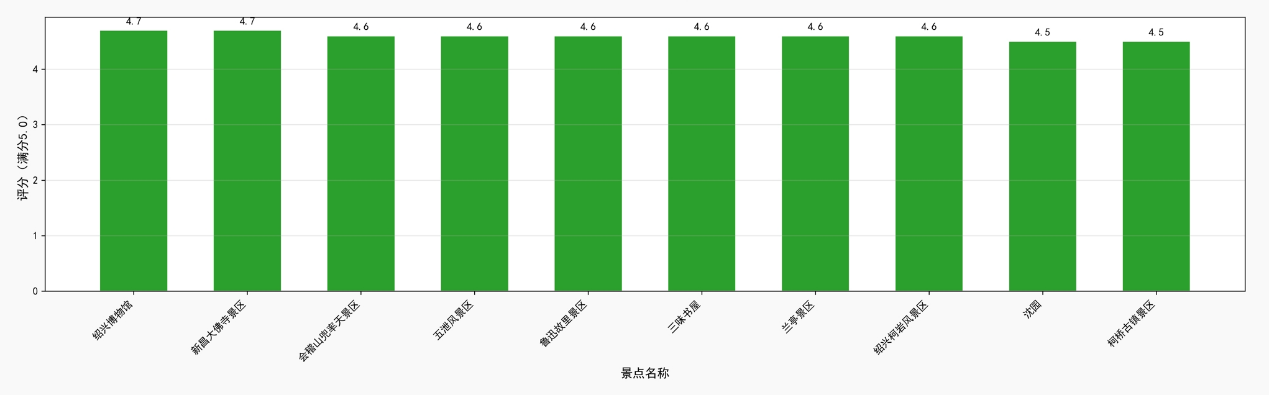 4.7
4.7
4.6
4.6
4.6
4.6
4.6
4.6
4.5
4.5
评分（满分5.0）
4
3
2
1
0
绍兴博物馆
新昌大佛寺景区
会稽山兜率天景区
五泄风景区
鲁迅故里景区
三味书屋
兰亭景区
绍兴柯岩风景区
沈园
柯桥古镇景区
景点名称